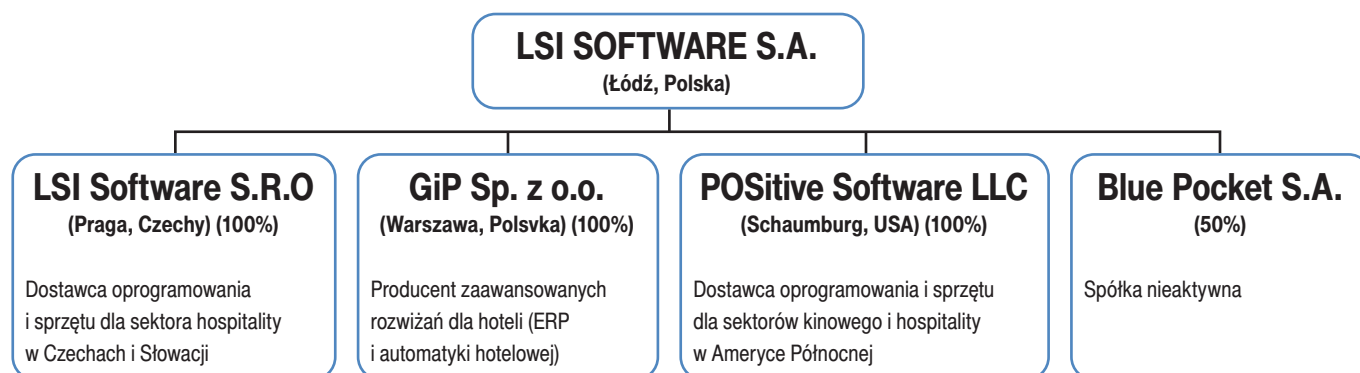 LSI SOFTWARE S.A.
(Łódź, Polska)
LSI Software S.R.O
(Praga, Czechy) (100%)
Dostawca oprogramowania
i sprzętu dla sektora hospitality
w Czechach i Słowacji
GiP Sp. z o.o.
(Warszawa, Polsvka) (100%)
Producent zaawansowanych
rozwiżań dla hoteli (ERP
i automatyki hotelowej)
POSitive Software LLC
(Schaumburg, USA) (100%)
Dostawca oprogramowania i sprzętu
dla sektorów kinowego i hospitality
w Ameryce Północnej
Blue Pocket S.A.
(50%)
Spółka nieaktywna